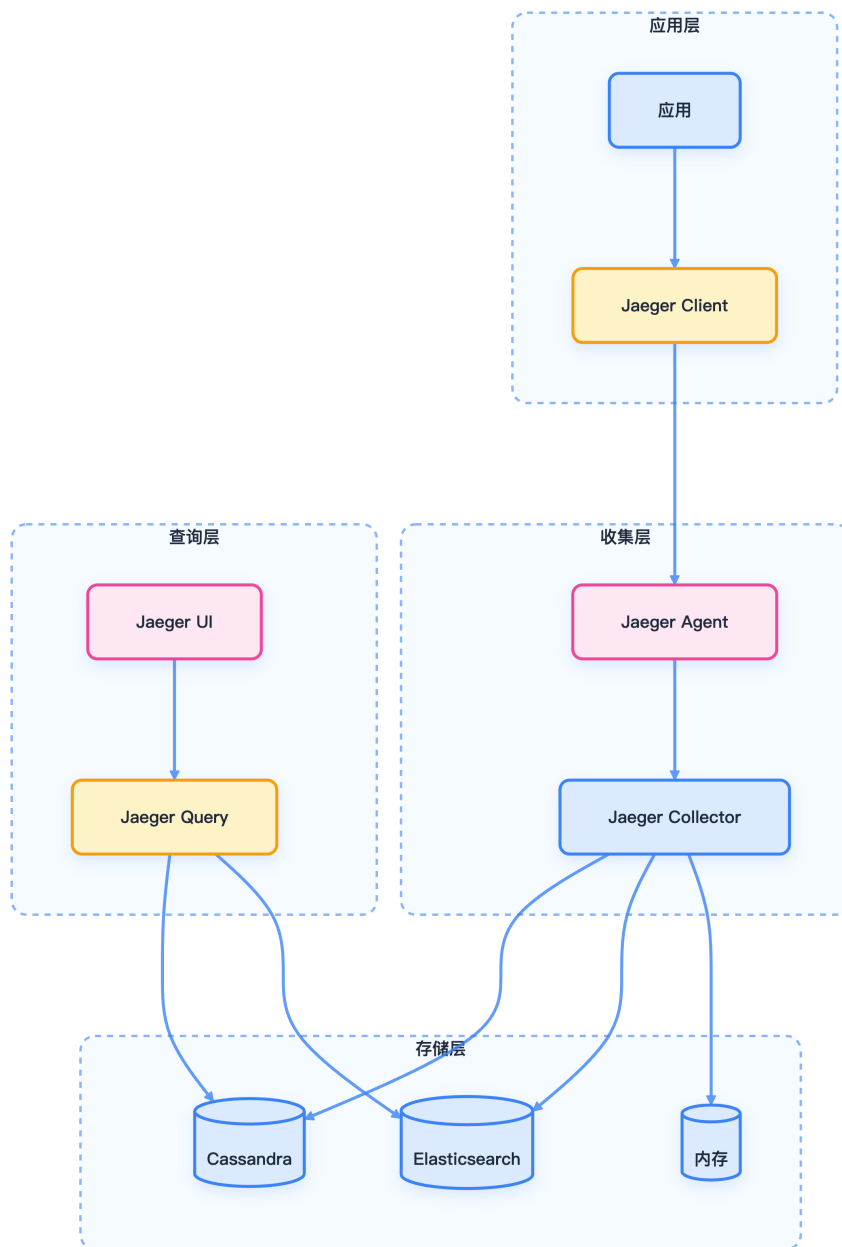 应用层
应用
Jaeger Client
查询层
收集层
Jaeger UI
Jaeger Agent
Jaeger Query
Jaeger Collector
存储层
Cassandra
Elasticsearch
内存